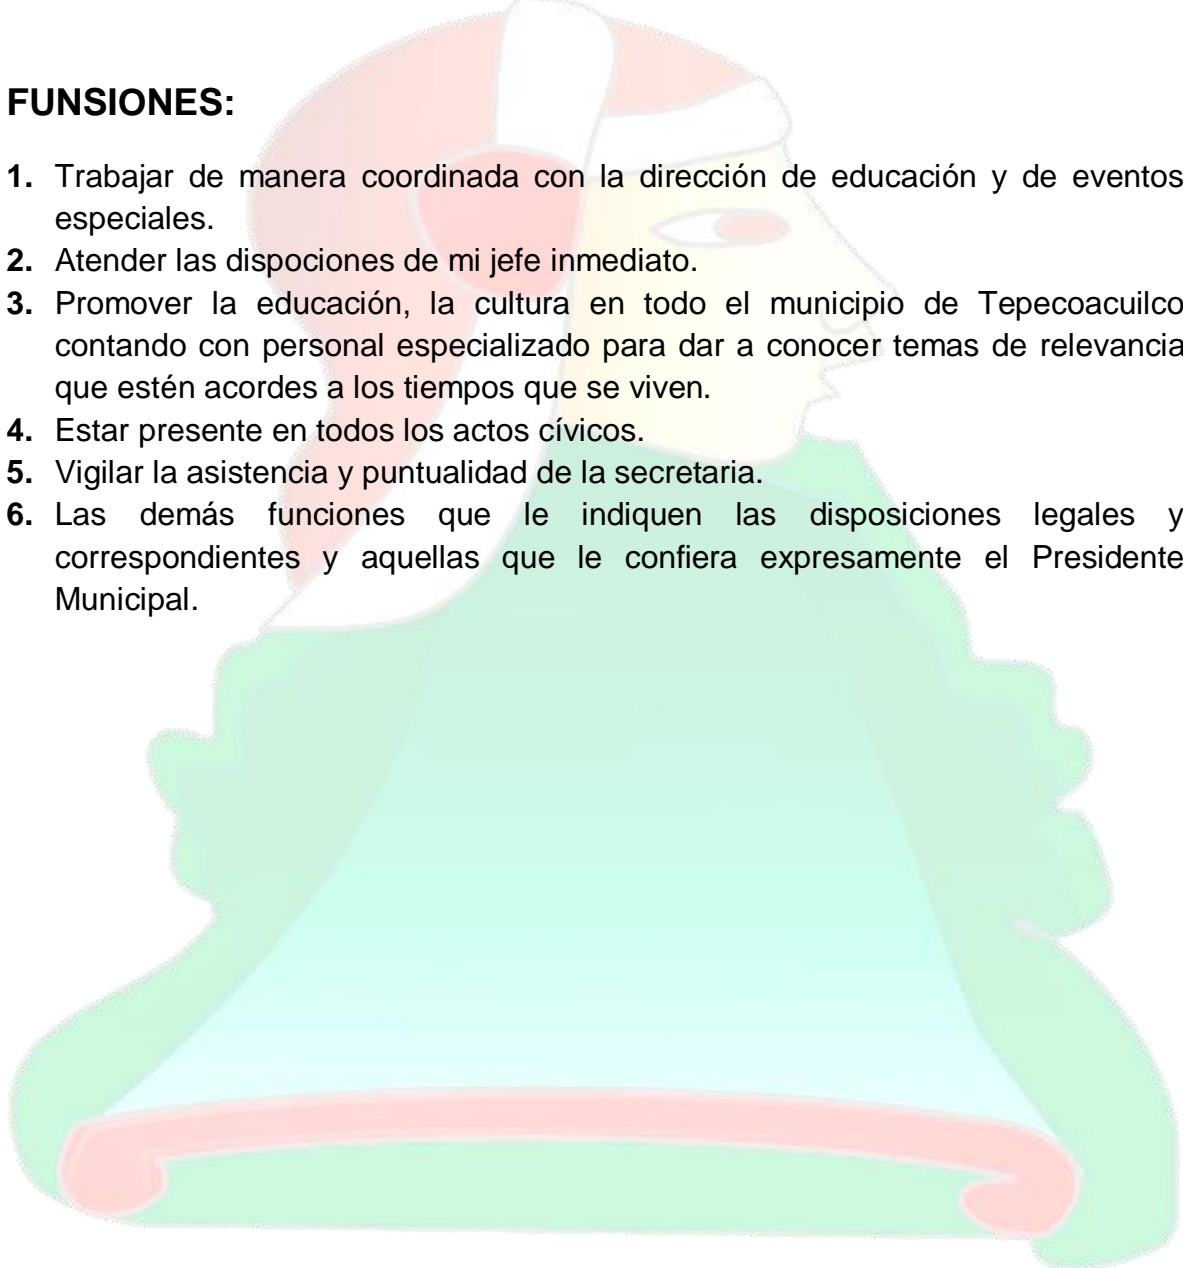 FUNSIONES:
1. Trabajar de manera coordinada con la dirección de educación y de eventos
especiales.
2. Atender las dispociones de mi jefe inmediato.
3. Promover la educación, la cultura en todo el municipio de Tepecoacuilco
contando con personal especializado para dar a conocer temas de relevancia
que estén acordes a los tiempos que se viven.
4. Estar presente en todos los actos cívicos.
5. Vigilar la asistencia y puntualidad de la secretaria.
6. Las demás funciones que le indiquen las disposiciones legales y
correspondientes y aquellas que le confiera expresamente el Presidente
Municipal.